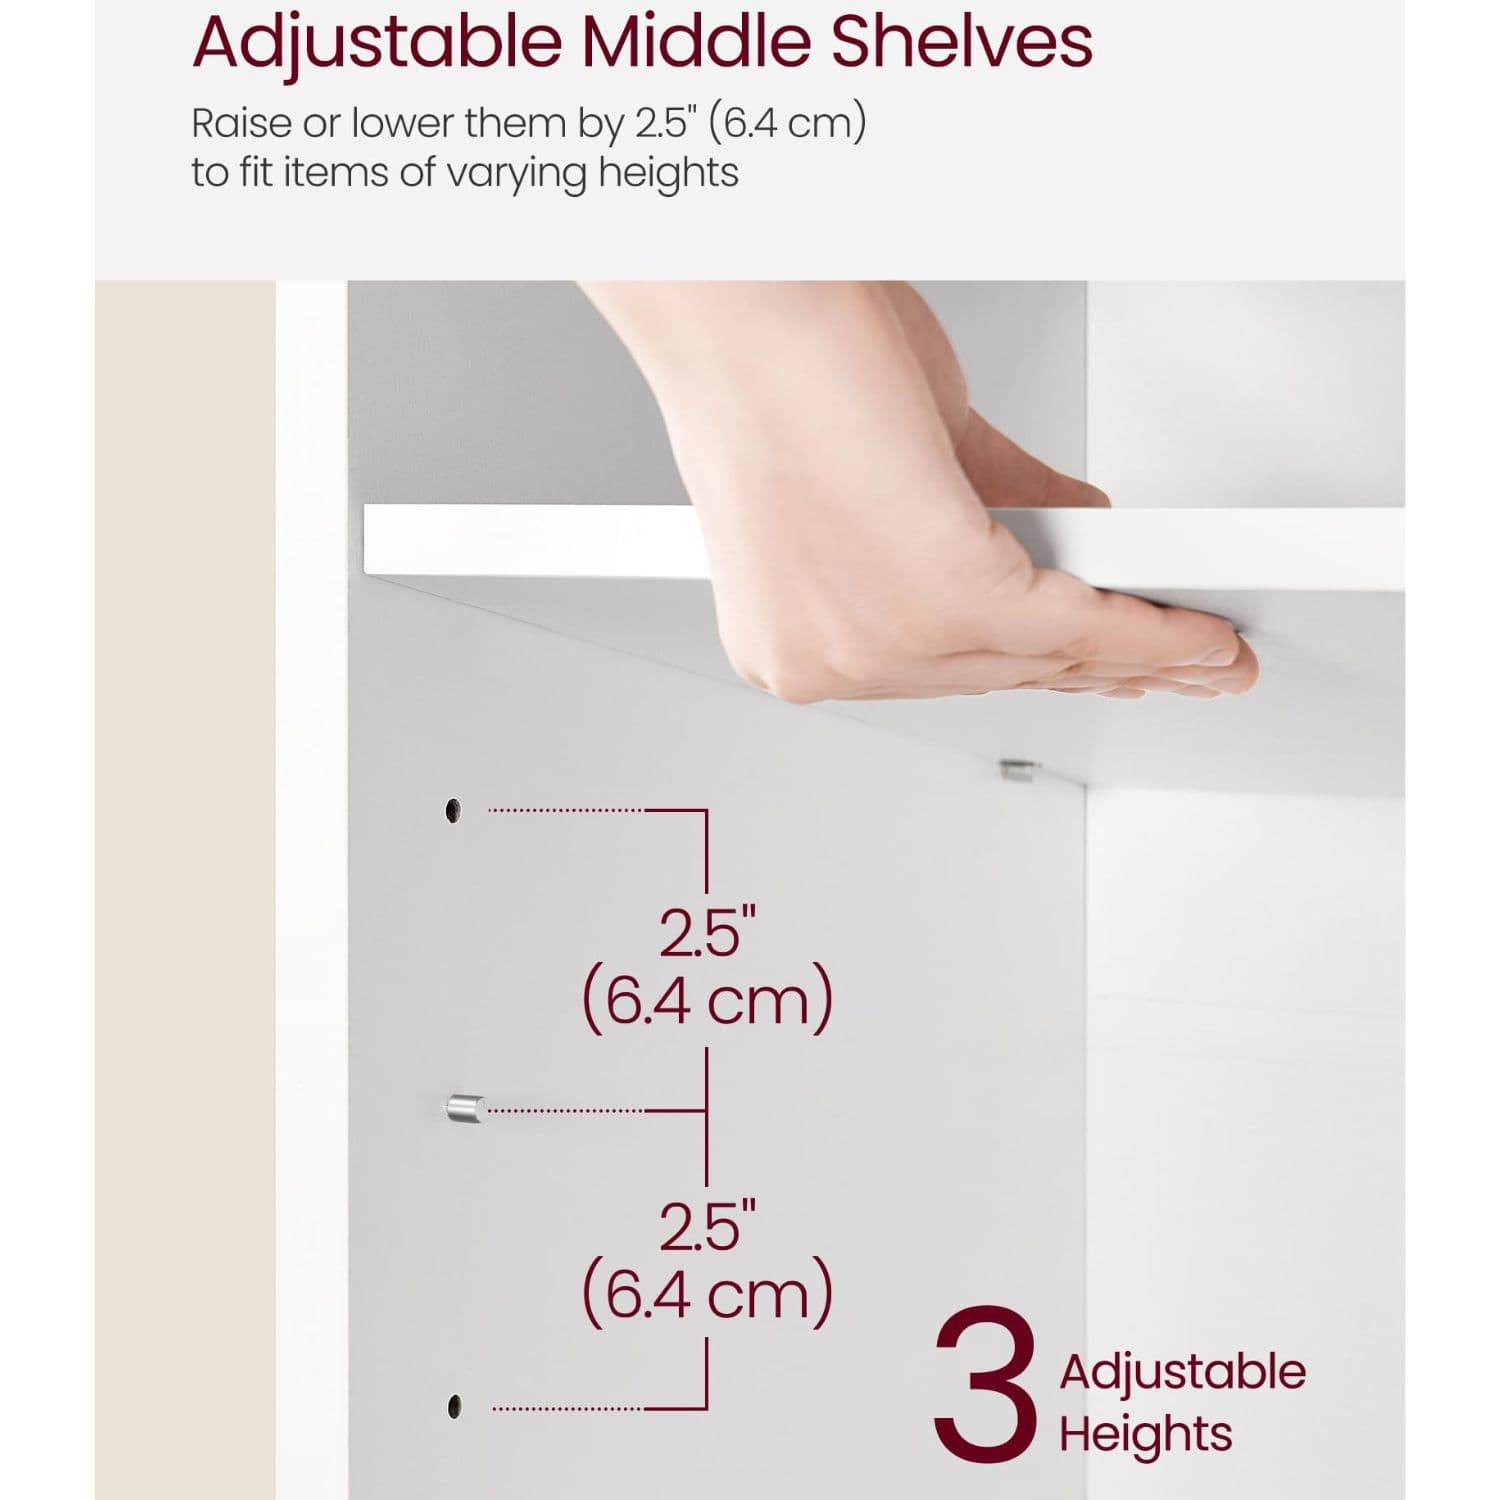 Adjustable Middle Shelves
Raise or lower them by 2.5" (6.4 cm)
to fit items of varying heights
2.5"
(6.4 cm)
2.5"
(6.4 cm)
3 Adjustable
Heights